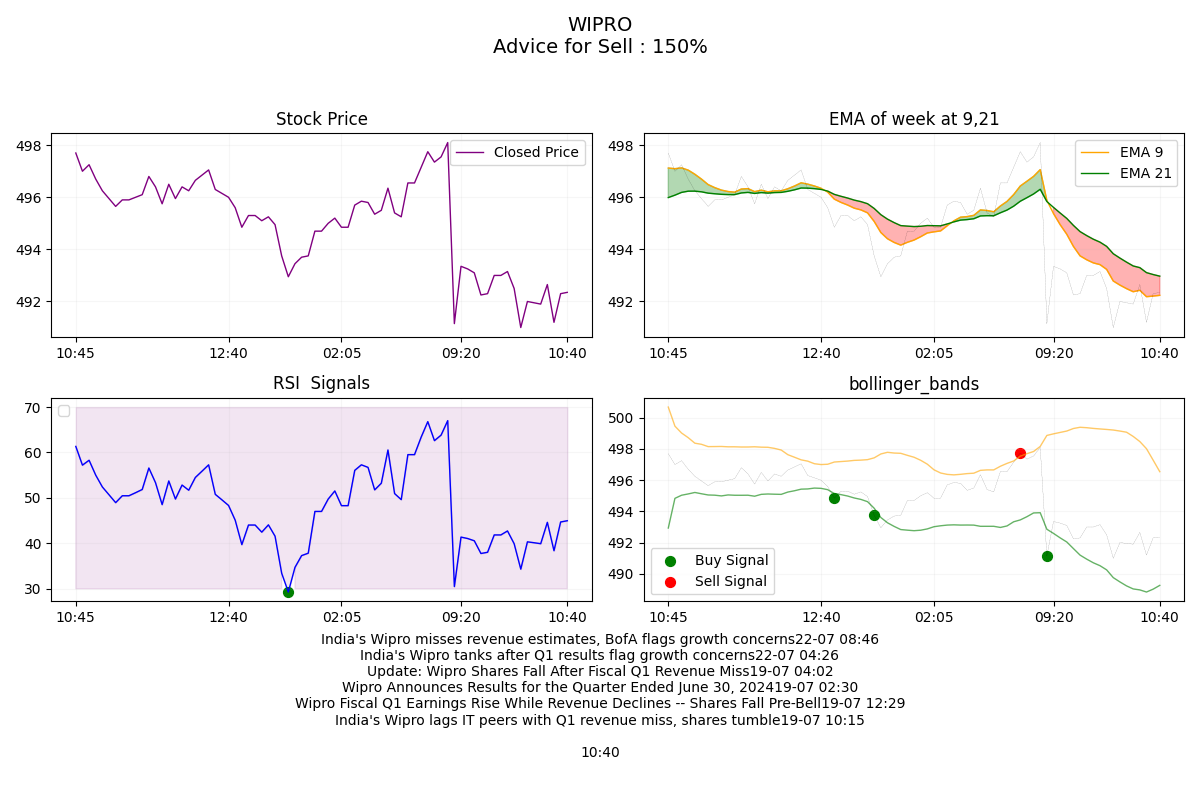 WIPRO
Advice for Sell : 150%
Stock Price
498
496
494
492
Closed Price
10:45
12:40
02:05
09:20
10:40
EMA of week at 9,21
498
496
494
492
EMA 9
EMA 21
10:45
12:40
02:05
09:20
10:40
RSI  Signals
70
60
50
40
30
10:45
12:40
02:05
09:20
10:40
bollinger_bands
500
498
496
494
492
490
Buy Signal
Sell Signal
10:45
12:40
02:05
09:20
10:40
India's Wipro misses revenue estimates, BofA flags growth concerns22-07 08:46
India's Wipro tanks after Q1 results flag growth concerns22-07 04:26
Update: Wipro Shares Fall After Fiscal Q1 Revenue Miss19-07 04:02
Wipro Announces Results for the Quarter Ended June 30, 202419-07 02:30
Wipro Fiscal Q1 Earnings Rise While Revenue Declines -- Shares Fall Pre-Bell19-07 12:29
India's Wipro lags IT peers with Q1 revenue miss, shares tumble19-07 10:15
10:40